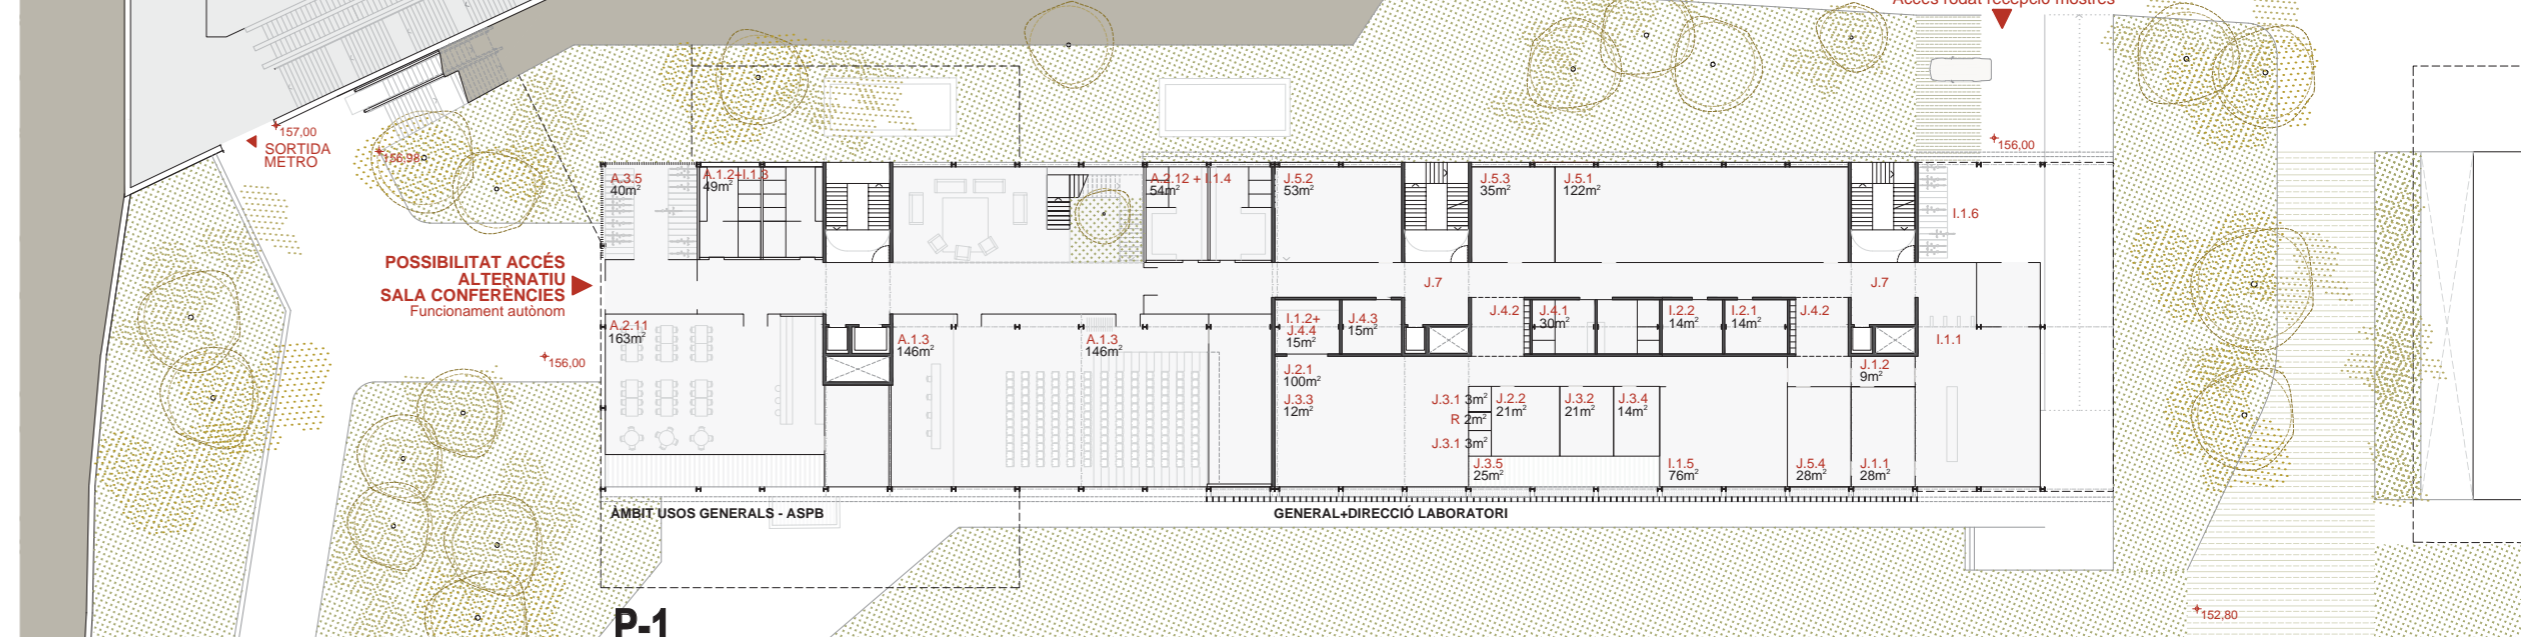 Accés rodat recepció mostres
157,00
SORTIDA
METRO
156,98
156,00
POSSIBILITAT ACCÉS
ALTERNATIU
SALA CONFERÈNCIES
Funcionament autònom
156,00
A.3.5
40m²
A.1.2+I.1.3
49m²
A.2.12 + I.1.4
54m²
J.5.2
53m²
J.5.3
35m²
J.5.1
122m²
I.1.6
J.7
J.7
A.2.11
163m²
A.1.3
146m²
A.1.3
146m²
I.1.2+
J.4.4
15m²
J.4.3
15m²
J.4.2
J.4.1
30m²
I.2.2
14m²
I.2.1
14m²
J.4.2
I.1.1
J.2.1
100m²
J.3.3
12m²
J.1.2
9m²
J.3.1 3m²
R 2m²
J.3.1 3m²
J.2.2
21m²
J.3.2
21m²
J.3.4
14m²
J.3.5
25m²
I.1.5
76m²
J.5.4
28m²
J.1.1
28m²
ÀMBIT USOS GENERALS - ASPB
GENERAL+DIRECCIÓ LABORATORI
P-1
152,80